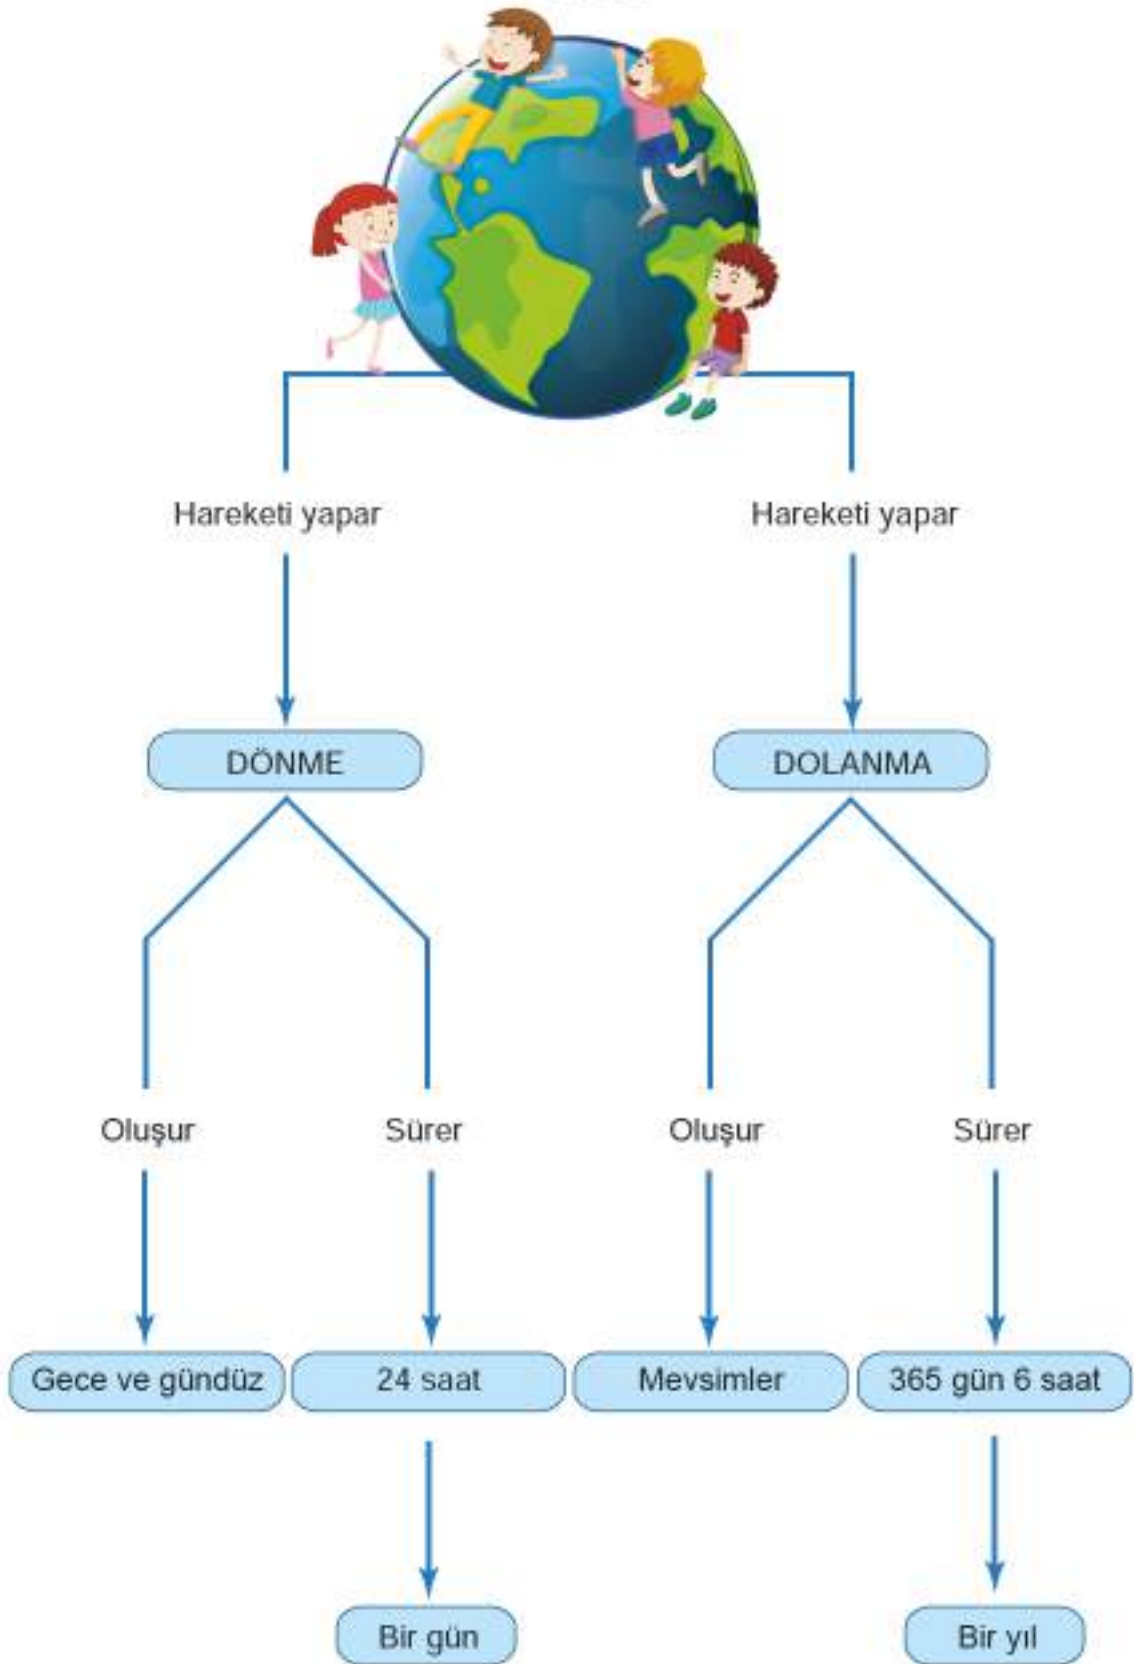 Hareketi yapar Hareketi yapar
DÖNME DOLANMA
Oluşur Sürer Oluşur Sürer
Gece ve gündüz 24 saat Mevsimler 365 gün 6 saat
Bir gün Bir yıl